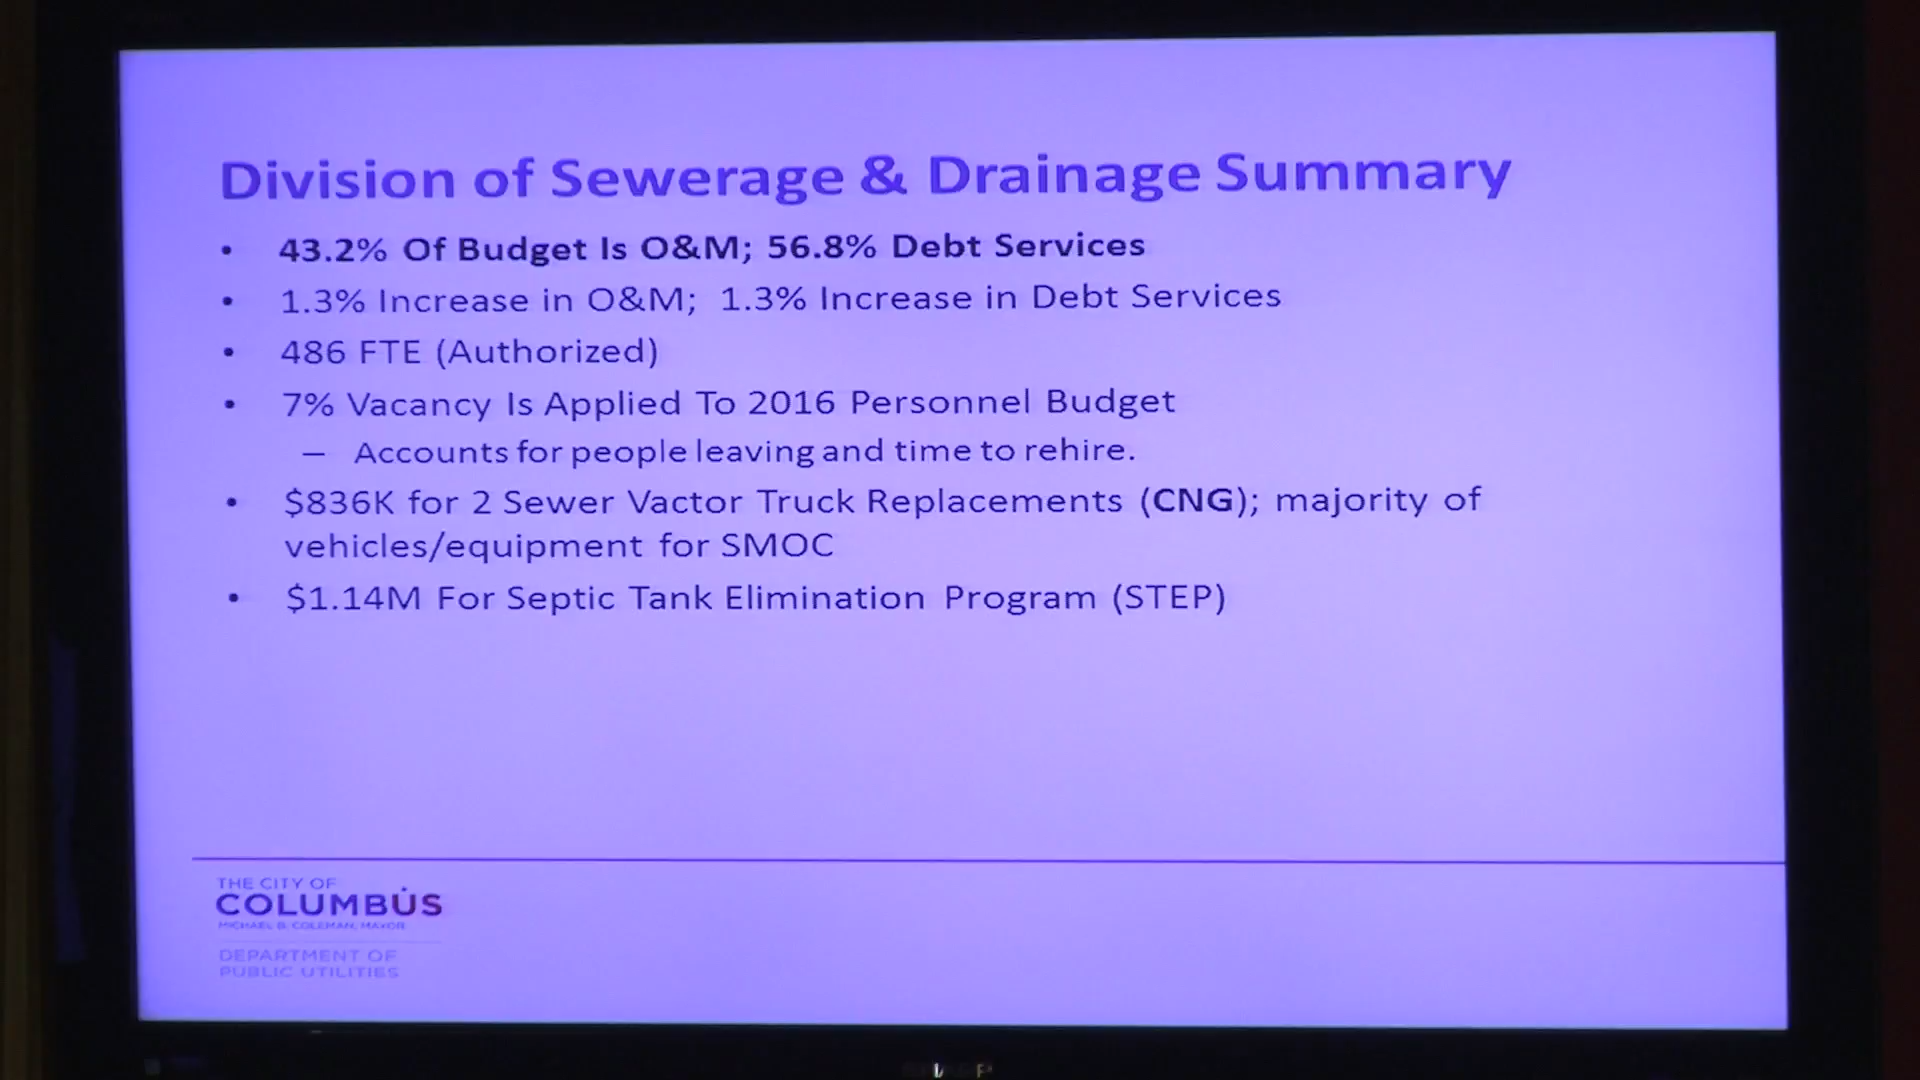 Division of Sewerage & Drainage Summary
• 43.2% Of Budget Is O&M; 56.8% Debt Services
• 1.3% Increase in O&M; 1.3% Increase in Debt Services
• 486 FTE (Authorized)
• 7% Vacancy Is Applied To 2016 Personnel Budget
– Accounts for people leaving and time to rehire.
• $836K for 2 Sewer Vactor Truck Replacements (CNG); majority of
vehicles/equipment for SMOC
• $1.14M For Septic Tank Elimination Program (STEP)
THE CITY OF
COLUMBUS
MICHAEL B. COLEMAN, MAYOR
DEPARTMENT OF
PUBLIC UTILITIES